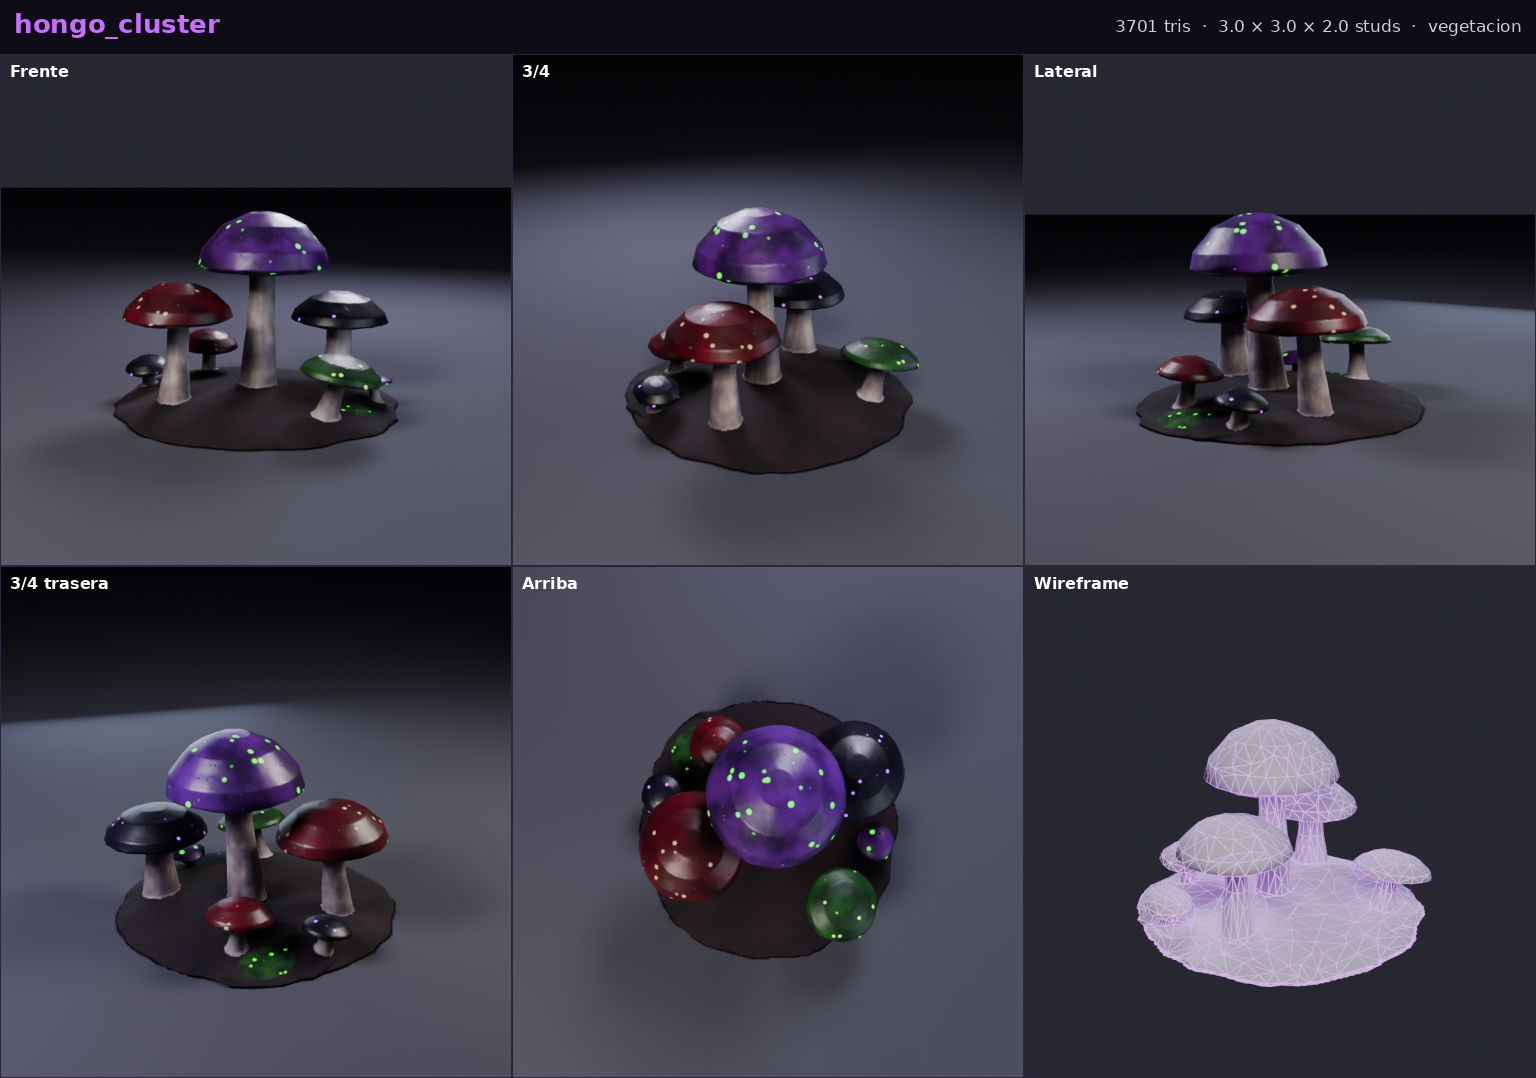 hongo_cluster
3701 tris · 3.0 × 3.0 × 2.0 studs · vegetacion
Frente
3/4
Lateral
3/4 trasera
Arriba
Wireframe